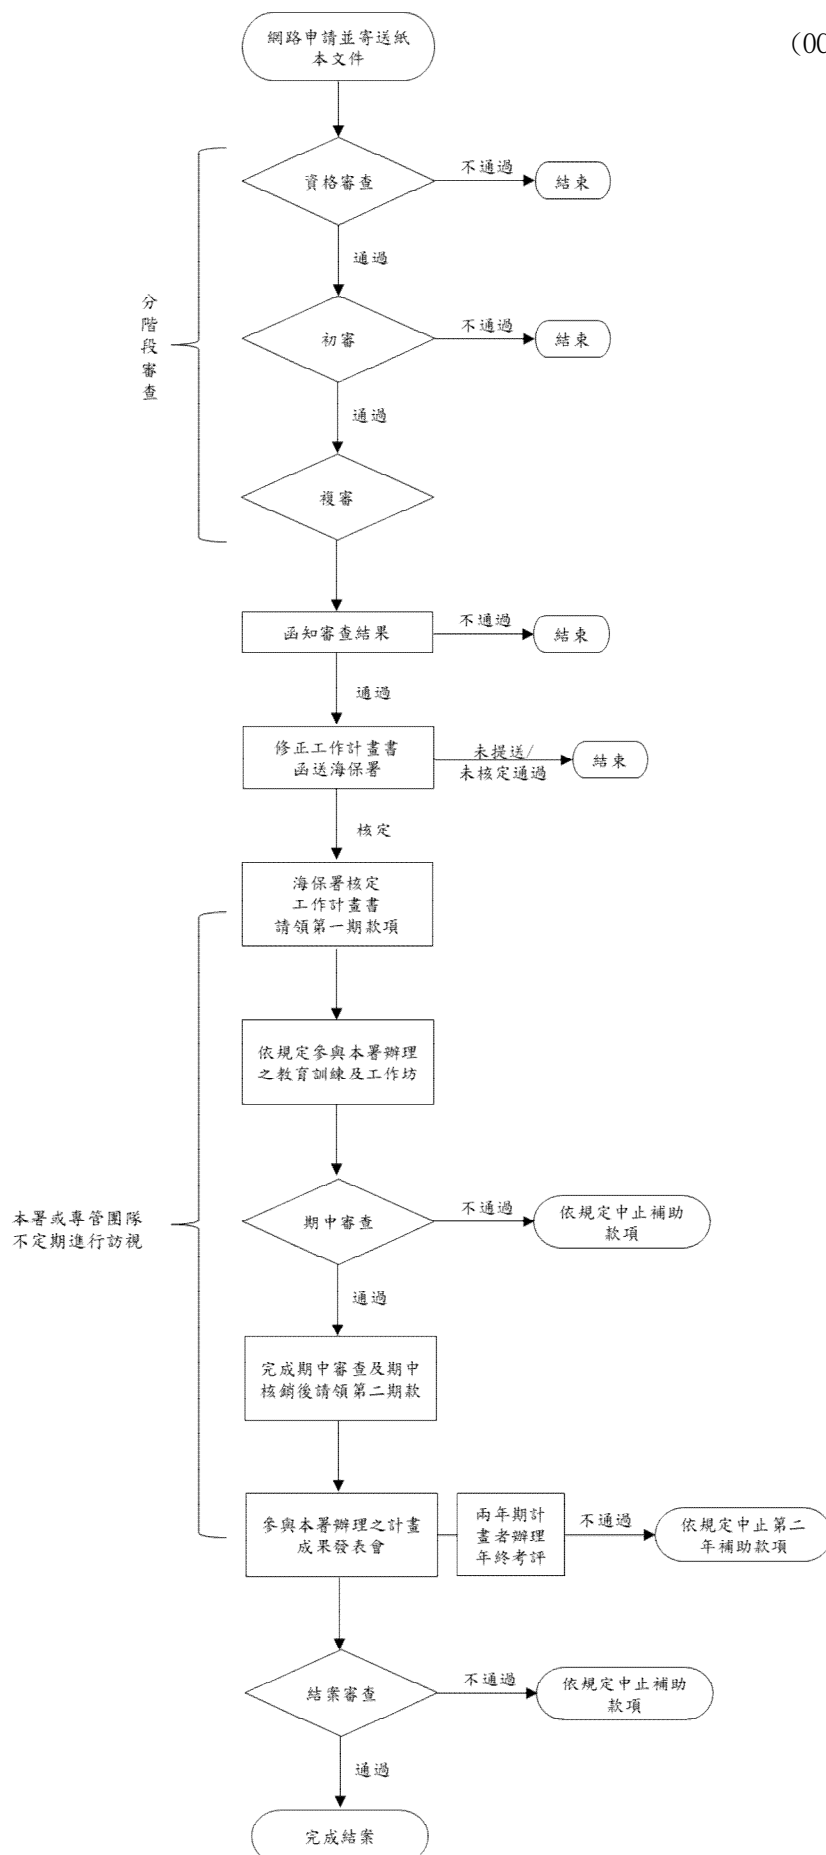 (00
網路申請並寄送紙
本文件
資格審查
不通過
結束
通過
分
階
段
審
查
初審
不通過
結束
通過
複審
函知審查結果
不通過
結束
通過
修正工作計畫書
函送海保署
未提送/
未核定通過
結束
核定
海保署核定
工作計畫書
請領第一期款項
依規定參與本署辦理
之教育訓練及工作坊
本署或專管團隊
不定期進行訪視
期中審查
不通過
依規定中止補助
款項
通過
完成期中審查及期中
核銷後請領第二期款
參與本署辦理之計畫
成果發表會
兩年期計
畫者辦理
年終考評
不通過
依規定中止第二
年補助款項
結案審查
不通過
依規定中止補助
款項
通過
完成結案